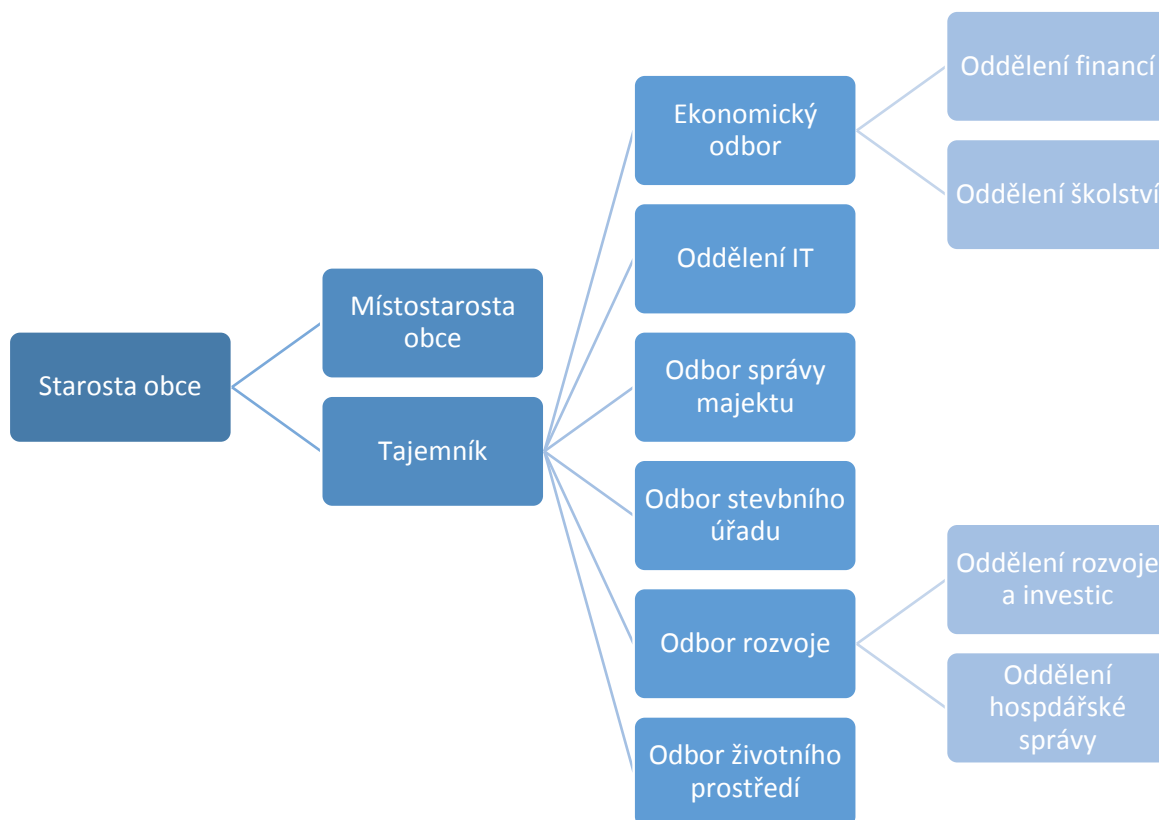 Starosta obce
Místostarosta
obce
Tajemník
Ekonomický
odbor
Oddělení IT
Odbor správy
majektu
Odbor stevbního
úřadu
Odbor rozvoje
Odbor životního
prostředí
Oddělení financí
Oddělení školství
Oddělení rozvoje
a investic
Oddělení
hospdářské
správy